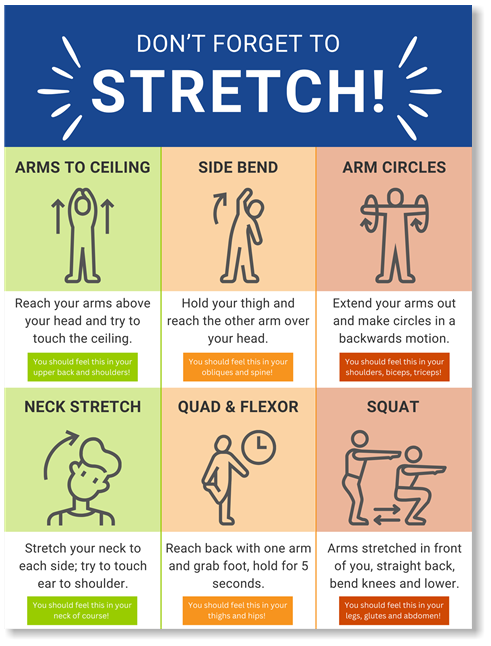 DON'T FORGET TO
STRETCH!
ARMS TO CEILING
Reach your arms above
your head and try to
touch the ceiling.
You should feel this in your
upper back and shoulders!
SIDE BEND
Hold your thigh and
reach the other arm over
your head.
You should feel this in your
obliques and spine!
ARM CIRCLES
Extend your arms out
and make circles in a
backwards motion.
You should feel this in your
shoulders, biceps, triceps!
NECK STRETCH
Stretch your neck to
each side; try to touch
ear to shoulder.
You should feel this in your
neck of course!
QUAD & FLEXOR
Reach back with one arm
and grab foot, hold for 5
seconds.
You should feel this in your
thighs and hips!
SQUAT
Arms stretched in front
of you, straight back,
bend knees and lower.
You should feel this in your
legs, glutes and abdomen!